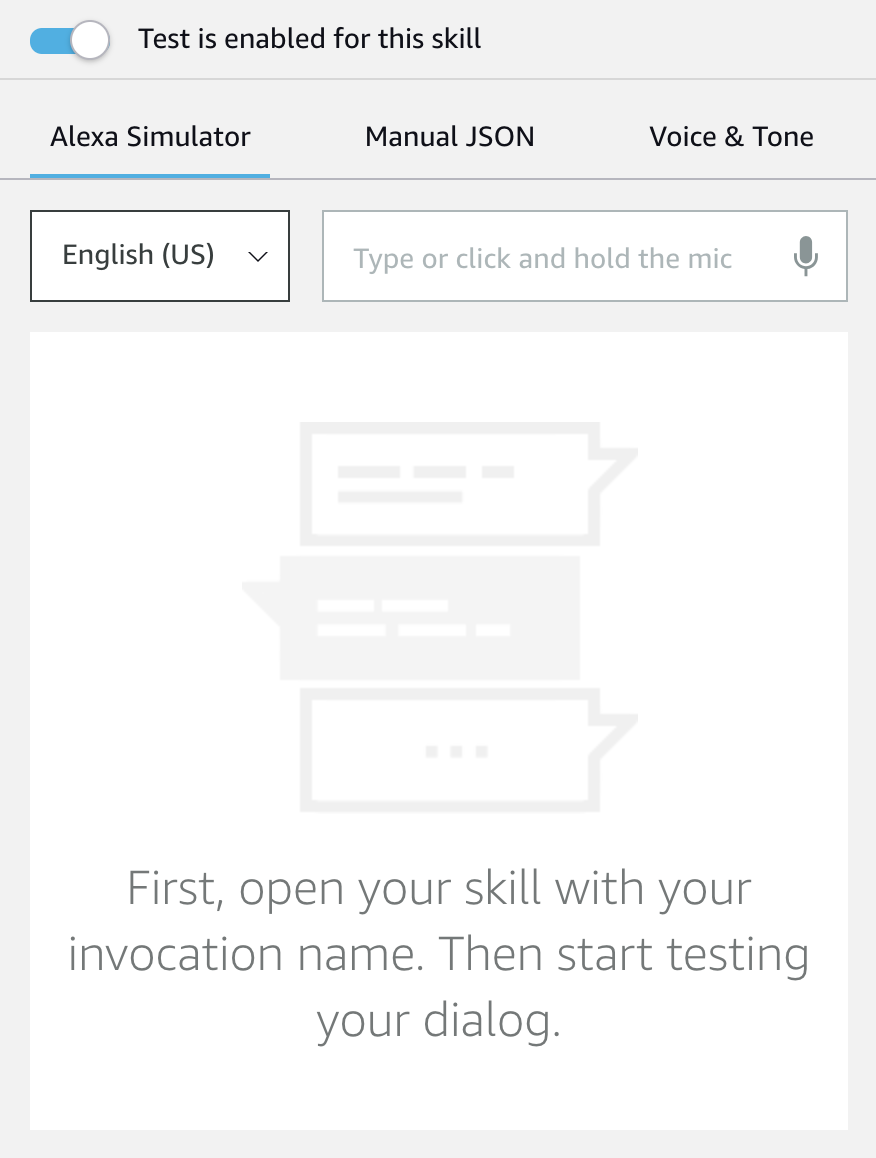 Test is enabled for this skill
Alexa Simulator
Manual JSON
Voice & Tone
English (US)
Type or click and hold the mic
First, open your skill with your
invocation name. Then start testing
your dialog.